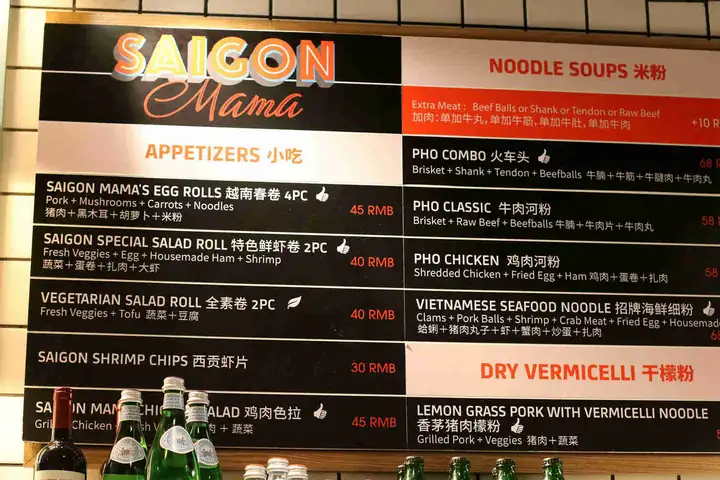 SAIGON
Mama
APPETIZERS 小吃
SAIGON MAMA'S EGG ROLLS 越南春卷 4PC
Pork + Mushrooms + Carrots + Noodles
猪肉＋黑木耳＋胡萝卜＋米粉
45 RMB
SAIGON SPECIAL SALAD ROLL 特色鲜虾卷 2PC
Fresh Veggies + Egg + Housemade Ham + Shrimp
蔬菜＋蛋卷＋扎肉＋大虾
40 RMB
VEGETARIAN SALAD ROLL 全素卷 2PC
Fresh Veggies + Tofu 蔬菜＋豆腐
40 RMB
SAIGON SHRIMP CHIPS 西贡虾片
30 RMB
鸡肉色拉
肉 ＋ 蔬菜
45 RMB
NOODLE SOUPS 米粉
Extra Meat : Beef Balls or Shank or Tendon or Raw Beef
加肉：单加牛丸，单加牛筋，单加牛肚，单加牛肉
+10
PHO COMBO 火车头
Brisket + Shank + Tendon + Beefballs 牛腩＋牛筋＋牛腱肉＋牛肉丸
68
PHO CLASSIC 牛肉河粉
Brisket + Raw Beef + Beefballs 牛腩＋牛肉片＋牛肉丸
58
PHO CHICKEN 鸡肉河粉
Shredded Chicken + Fried Egg + Ham 鸡肉＋蛋卷＋扎肉
58
VIETNAMESE SEAFOOD NOODLE 招牌海鲜细粉
Clams + Pork Balls + Shrimp + Crab Meat + Fried Egg + Housemad
蛤蜊＋猪肉丸子＋虾＋蟹肉＋炒蛋＋扎肉
DRY VERMICELLI 干檬粉
LEMON GRASS PORK WITH VERMICELLI NOODLE
香茅猪肉檬粉
Grilled Pork + Veggies 猪肉＋蔬菜